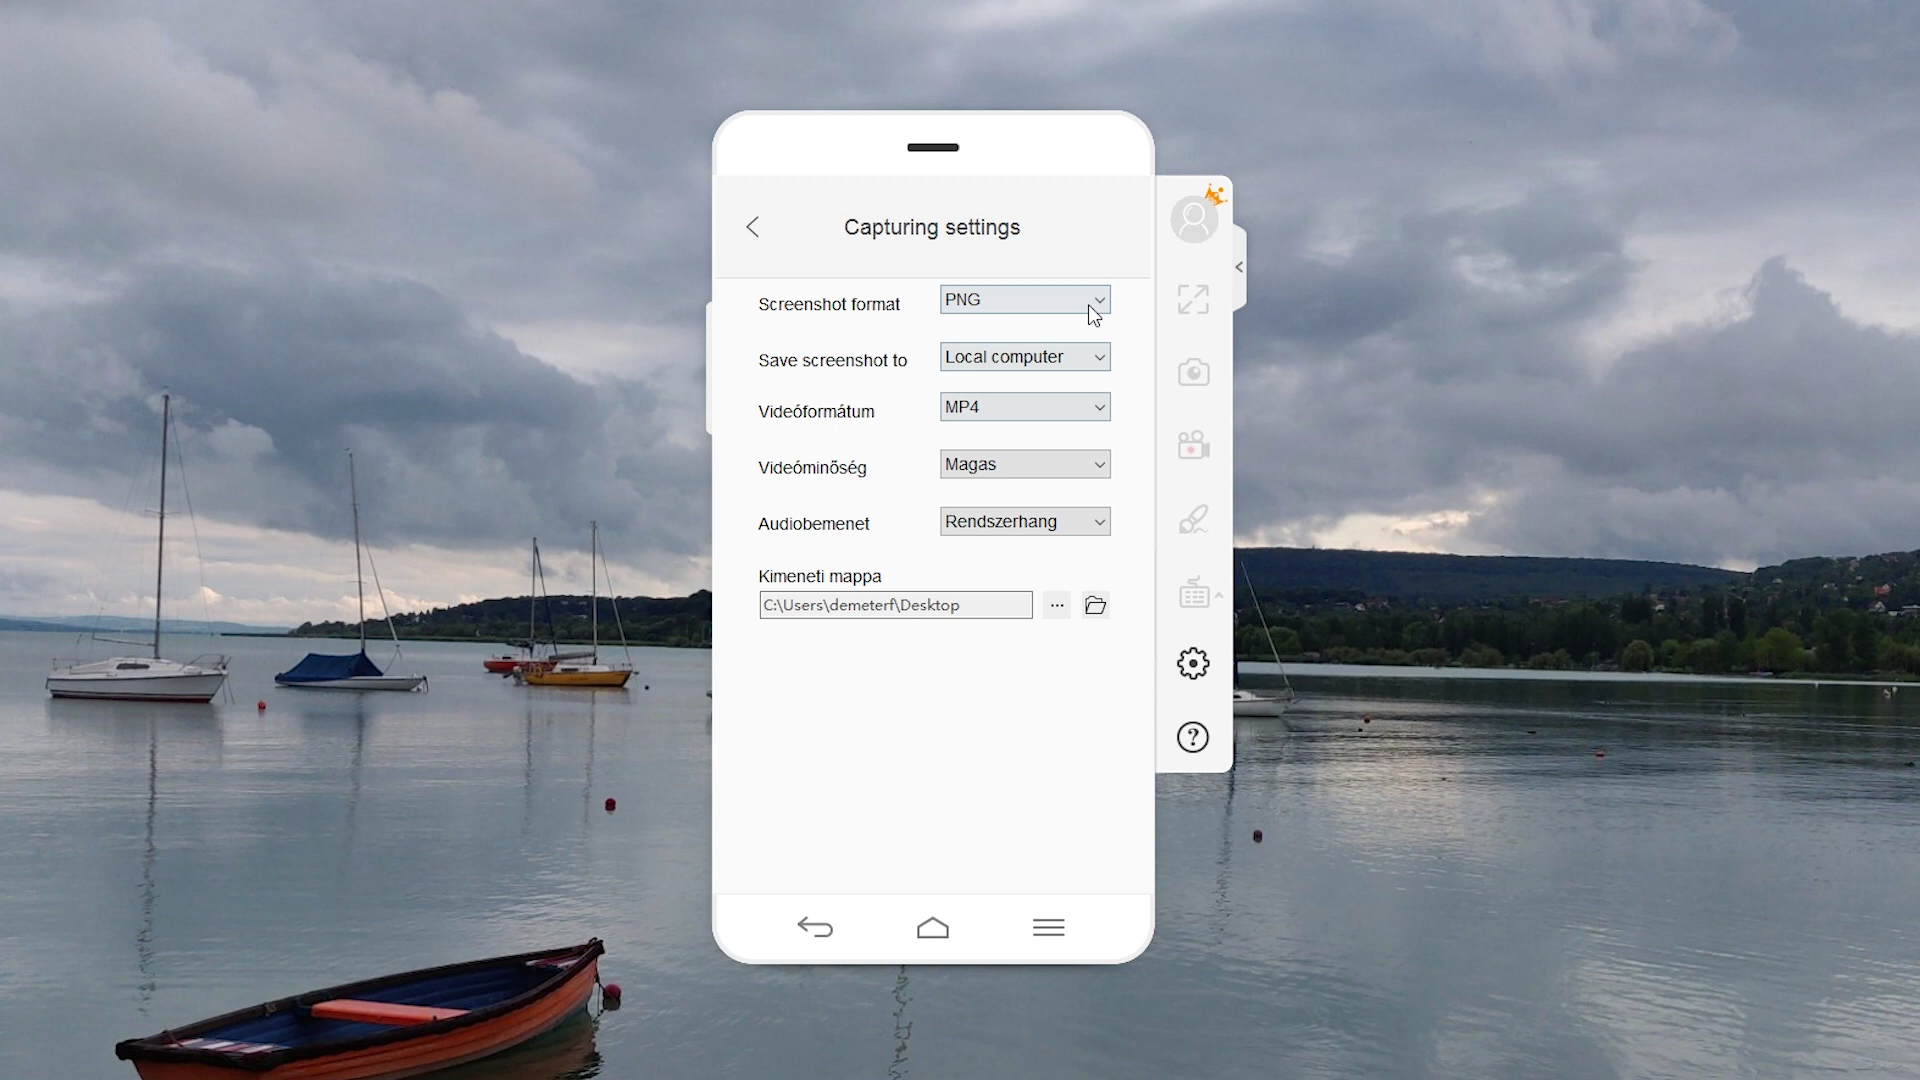 Capturing settings
Screenshot format PNG
Save screenshot to Local computer
Videóformátum MP4
Videóminőség Magas
Audiobemenet Rendszerhang
Kimeneti mappa
C:\Users\demeterf\Desktop ...